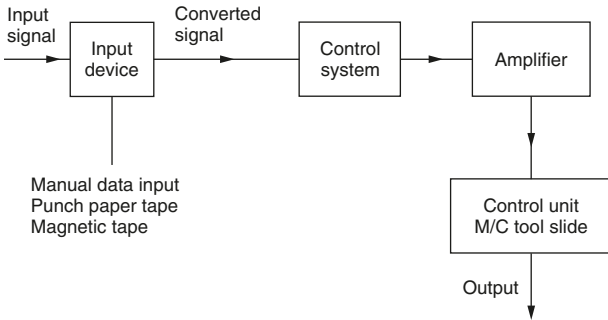 Input
signal
Input
device
Converted
signal
Control
system
Amplifier
Manual data input
Punch paper tape
Magnetic tape
Control unit
M/C tool slide
Output